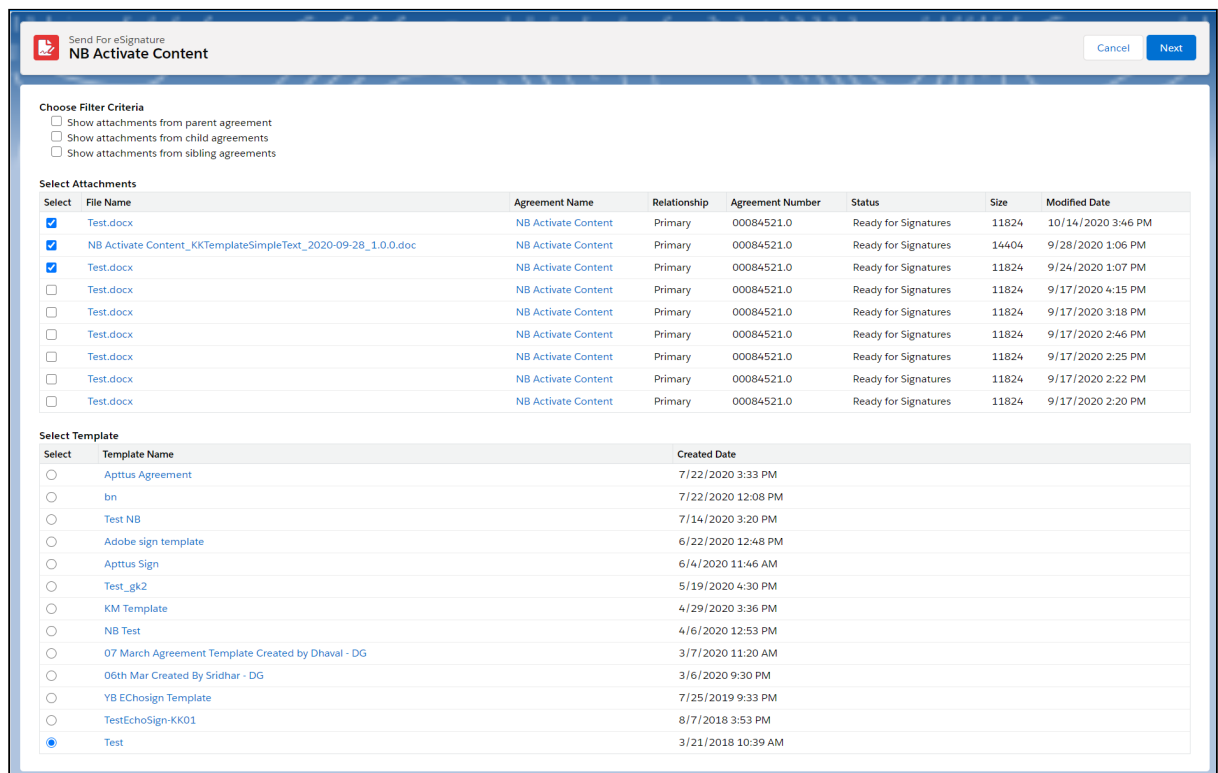 Send For eSignature
NB Activate Content
Cancel Next
Choose Filter Criteria
Show attachments from parent agreement
Show attachments from child agreements
Show attachments from sibling agreements
Select Attachments
Select File Name Agreement Name Relationship Agreement Number Status Size Modified Date
Test.docx NB Activate Content Primary 00084521.0 Ready for Signatures 11824 10/14/2020 3:46 PM
NB Activate Content_KKTemplateSimpleText_2020-09-28_1.0.0.doc NB Activate Content Primary 00084521.0 Ready for Signatures 14404 9/28/2020 1:06 PM
Test.docx NB Activate Content Primary 00084521.0 Ready for Signatures 11824 9/24/2020 1:07 PM
Test.docx NB Activate Content Primary 00084521.0 Ready for Signatures 11824 9/17/2020 4:15 PM
Test.docx NB Activate Content Primary 00084521.0 Ready for Signatures 11824 9/17/2020 3:18 PM
Test.docx NB Activate Content Primary 00084521.0 Ready for Signatures 11824 9/17/2020 2:46 PM
Test.docx NB Activate Content Primary 00084521.0 Ready for Signatures 11824 9/17/2020 2:25 PM
Test.docx NB Activate Content Primary 00084521.0 Ready for Signatures 11824 9/17/2020 2:22 PM
Test.docx NB Activate Content Primary 00084521.0 Ready for Signatures 11824 9/17/2020 2:20 PM
Select Template
Select Template Name Created Date
Apttus Agreement 7/22/2020 3:33 PM
bn 7/22/2020 12:08 PM
Test NB 7/14/2020 3:20 PM
Adobe sign template 6/22/2020 12:48 PM
Apttus Sign 6/4/2020 11:46 AM
Test_gk2 5/19/2020 4:30 PM
KM Template 4/29/2020 3:36 PM
NB Test 4/6/2020 12:53 PM
07 March Agreement Template Created by Dhaval - DG 3/7/2020 11:20 AM
06th Mar Created By Sridhar - DG 3/6/2020 9:30 PM
YB EChosign Template 7/25/2019 9:33 PM
TestEchoSign-KK01 8/7/2018 3:53 PM
Test 3/21/2018 10:39 AM